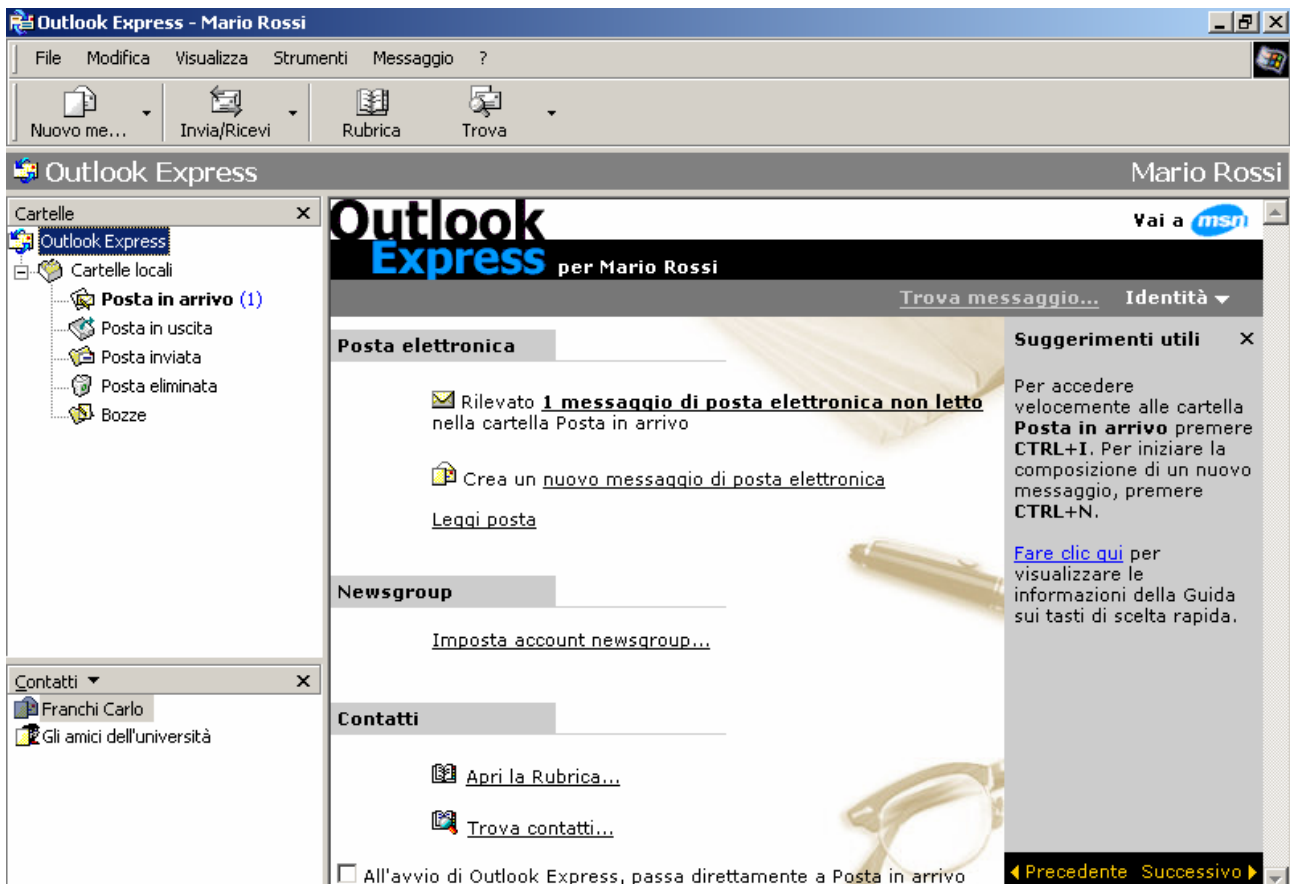 Outlook Express - Mario Rossi
File Modifica Visualizza Strumenti Messaggio ?
Nuovo me... Invia/Ricevi Rubrica Trova
Outlook Express Mario Rossi
Cartelle
Outlook Express
Cartelle locali
Posta in arrivo (1)
Posta in uscita
Posta inviata
Posta eliminata
Bozze
Contatti
Franchi Carlo
Gli amici dell'università
Outlook
Express per Mario Rossi
Vai a msn
Trova messaggio... Identità
Posta elettronica
Rilevato 1 messaggio di posta elettronica non letto
nella cartella Posta in arrivo
Crea un nuovo messaggio di posta elettronica
Leggi posta
Newsgroup
Imposta account newsgroup...
Contatti
Apri la Rubrica...
Trova contatti...
All'avvio di Outlook Express, passa direttamente a Posta in arrivo
Suggerimenti utili
Per accedere
velocemente alle cartella
Posta in arrivo premere
CTRL+I. Per iniziare la
composizione di un nuovo
messaggio, premere
CTRL+N.
Fare clic qui per
visualizzare le
informazioni della Guida
sui tasti di scelta rapida.
Precedente Successivo